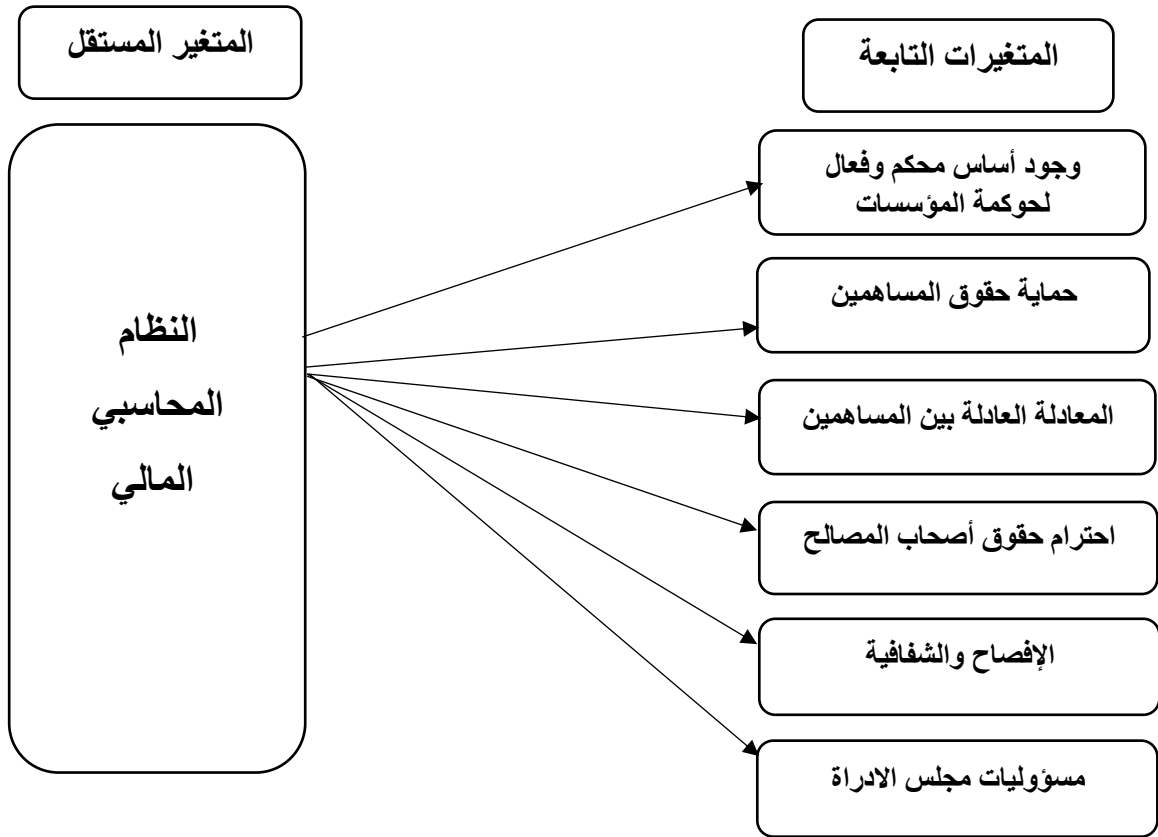 المتغير المستقل
المتغيرات التابعة
النظام
المحاسبي
المالي
وجود أساس محكم وفعال
لحوكمة المؤسسات
حماية حقوق المساهمين
المعادلة العادلة بين المساهمين
احترام حقوق أصحاب المصالح
الإفصاح والشفافية
مسؤوليات مجلس الادراة